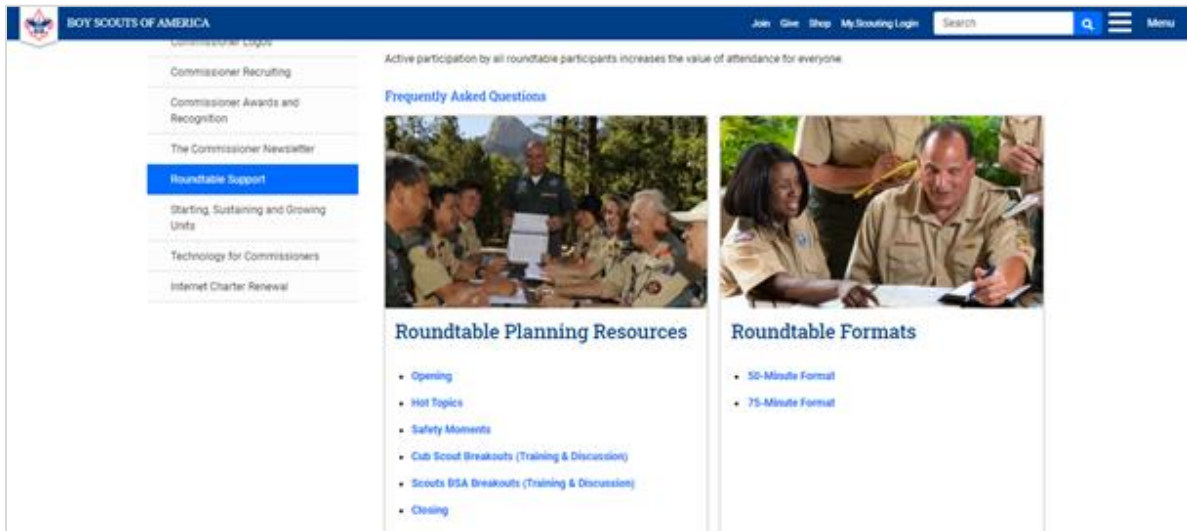 BOY SCOUTS OF AMERICA
Join Give Shop My.Scouting Login Search Menu
Commissioner Logos
Commissioner Recruiting
Commissioner Awards and
Recognition
The Commissioner Newsletter
Roundtable Support
Starting, Sustaining and Growing
Units
Technology for Commissioners
Internet Charter Renewal
Active participation by all roundtable participants increases the value of attendance for everyone.
Frequently Asked Questions
Roundtable Planning Resources
• Opening
• Hot Topics
• Safety Moments
• Cub Scout Breakouts (Training & Discussion)
• Scouts BSA Breakouts (Training & Discussion)
• Closing
Roundtable Formats
• 50-Minute Format
• 75-Minute Format